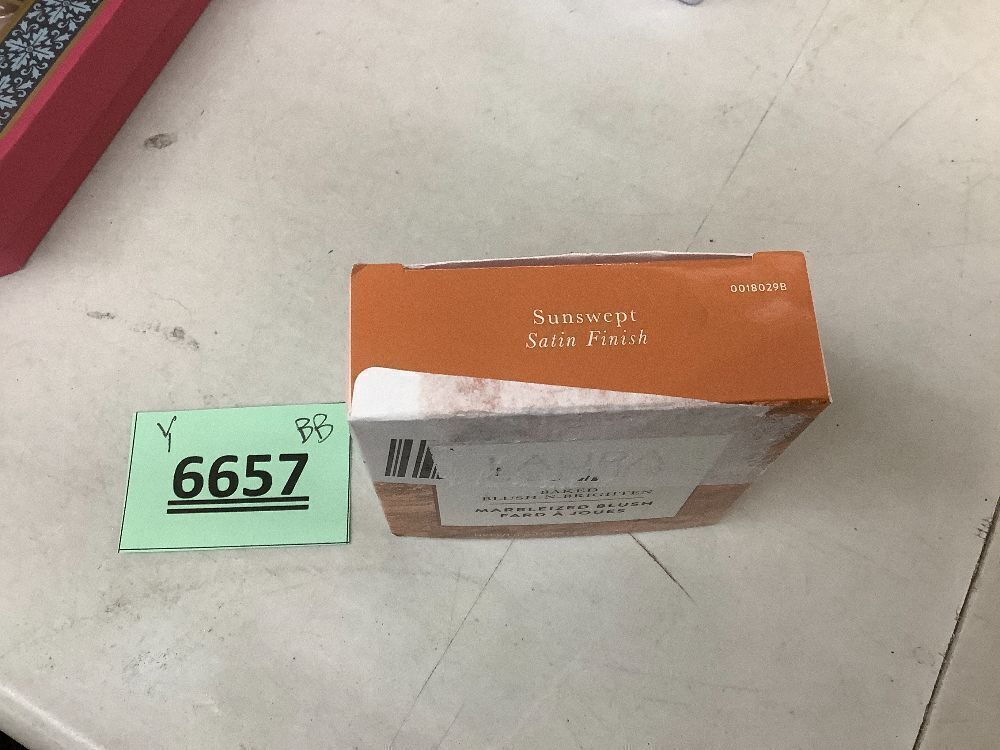 Sunswept
Satin Finish
0018029B
BAKED
BLUSH-N-BRIGHTEN
MARBLEIZED BLUSH
FARD À JOUES
Y BB
6657